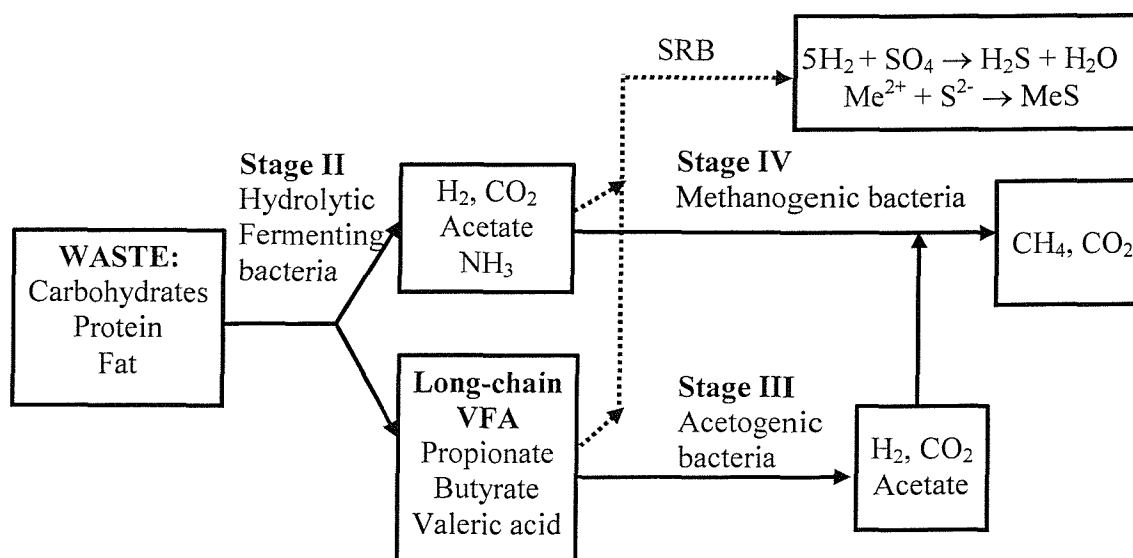 SRB
5H₂ + SO₄ → H₂S + H₂O
Me²⁺ + S²⁻ → MeS
Stage II
Hydrolytic
Fermenting
bacteria
H₂, CO₂
Acetate
NH₃
Stage IV
Methanogenic bacteria
CH₄, CO₂
WASTE:
Carbohydrates
Protein
Fat
Long-chain
VFA
Propionate
Butyrate
Valeric acid
Stage III
Acetogenic
bacteria
H₂, CO₂
Acetate